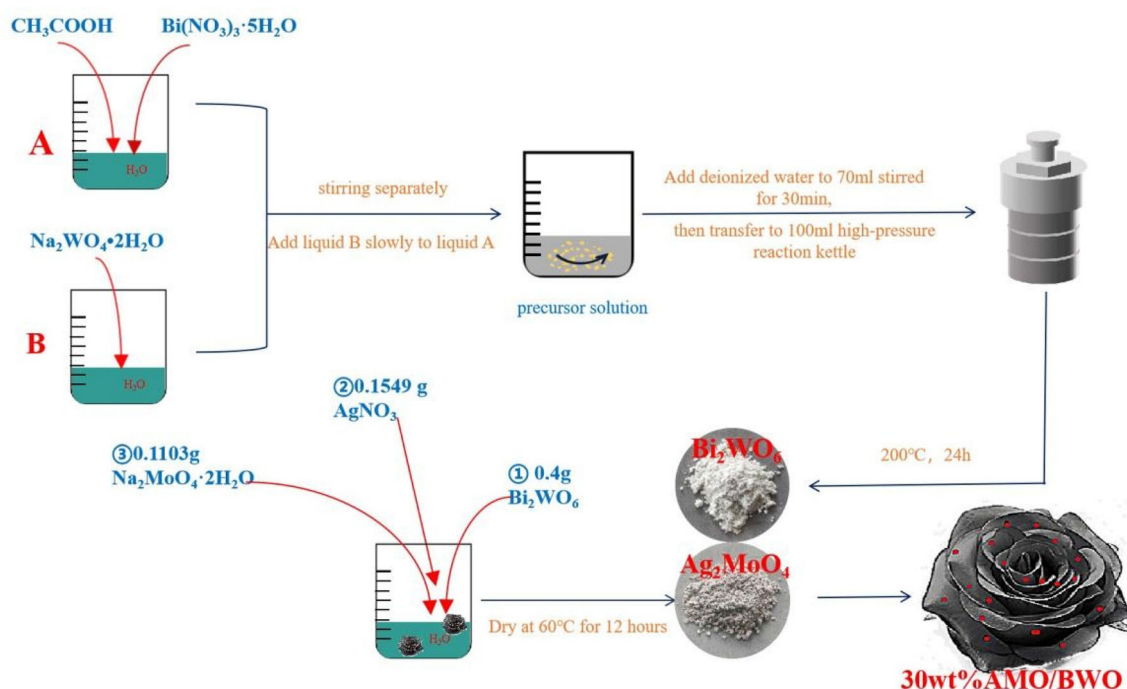 CH₃COOH
Bi(NO₃)₃·5H₂O
A
H₂O
Na₂WO₄•2H₂O
B
H₂O
stirring separately
Add liquid B slowly to liquid A
precursor solution
Add deionized water to 70ml stirred
for 30min,
then transfer to 100ml high-pressure
reaction kettle
200℃, 24h
Bi₂WO₆
②0.1549 g
AgNO₃
③0.1103g
Na₂MoO₄·2H₂O
① 0.4g
Bi₂WO₆
H₂O
Dry at 60℃ for 12 hours
Ag₂MoO₄
30wt%AMO/BWO